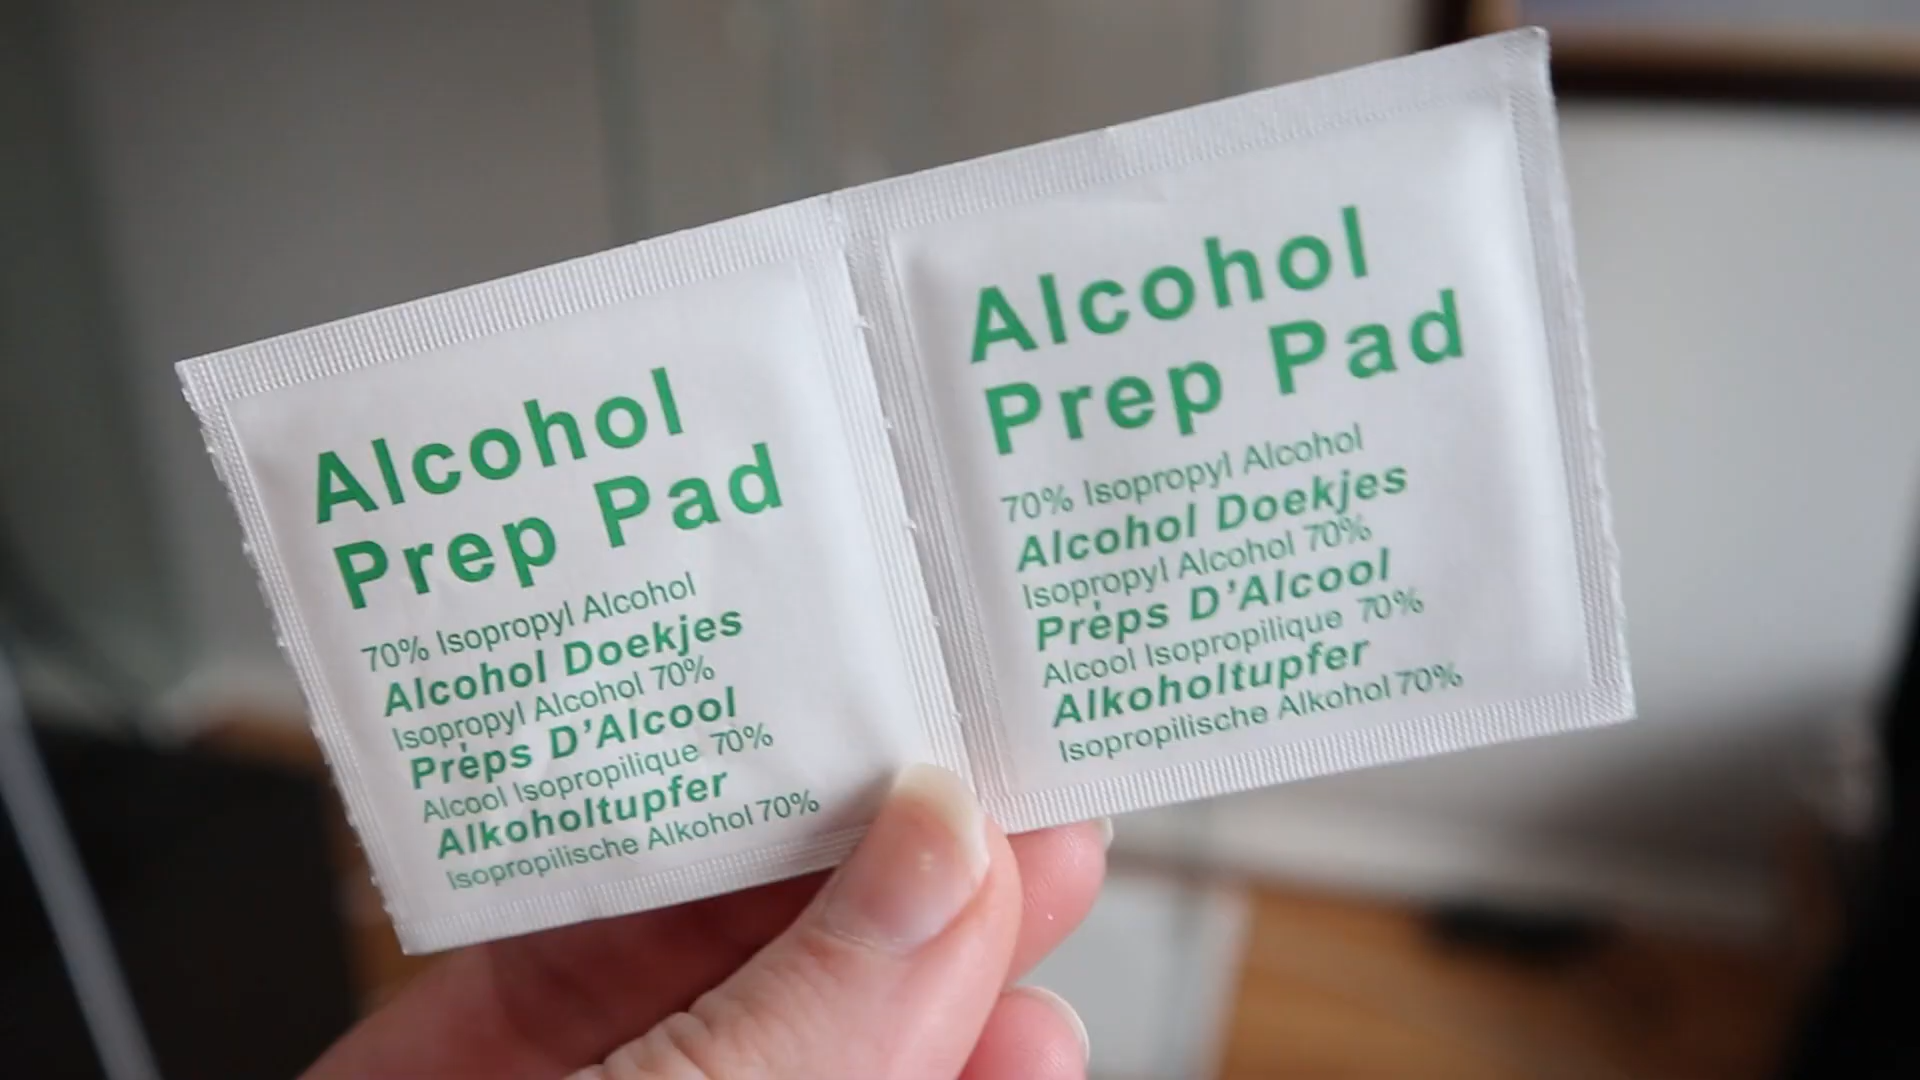 Alcohol
Prep Pad
70% Isopropyl Alcohol
Alcohol Doekjes
Isopropyl Alcohol 70%
Prėps D'Alcool
Alcool Isopropilique 70%
Alkoholtupfer
Isopropilische Alkohol 70%
Alcohol
Prep Pad
70% Isopropyl Alcohol
Alcohol Doekjes
Isopropyl Alcohol 70%
Prėps D'Alcool
Alcool Isopropilique 70%
Alkoholtupfer
Isopropilische Alkohol 70%